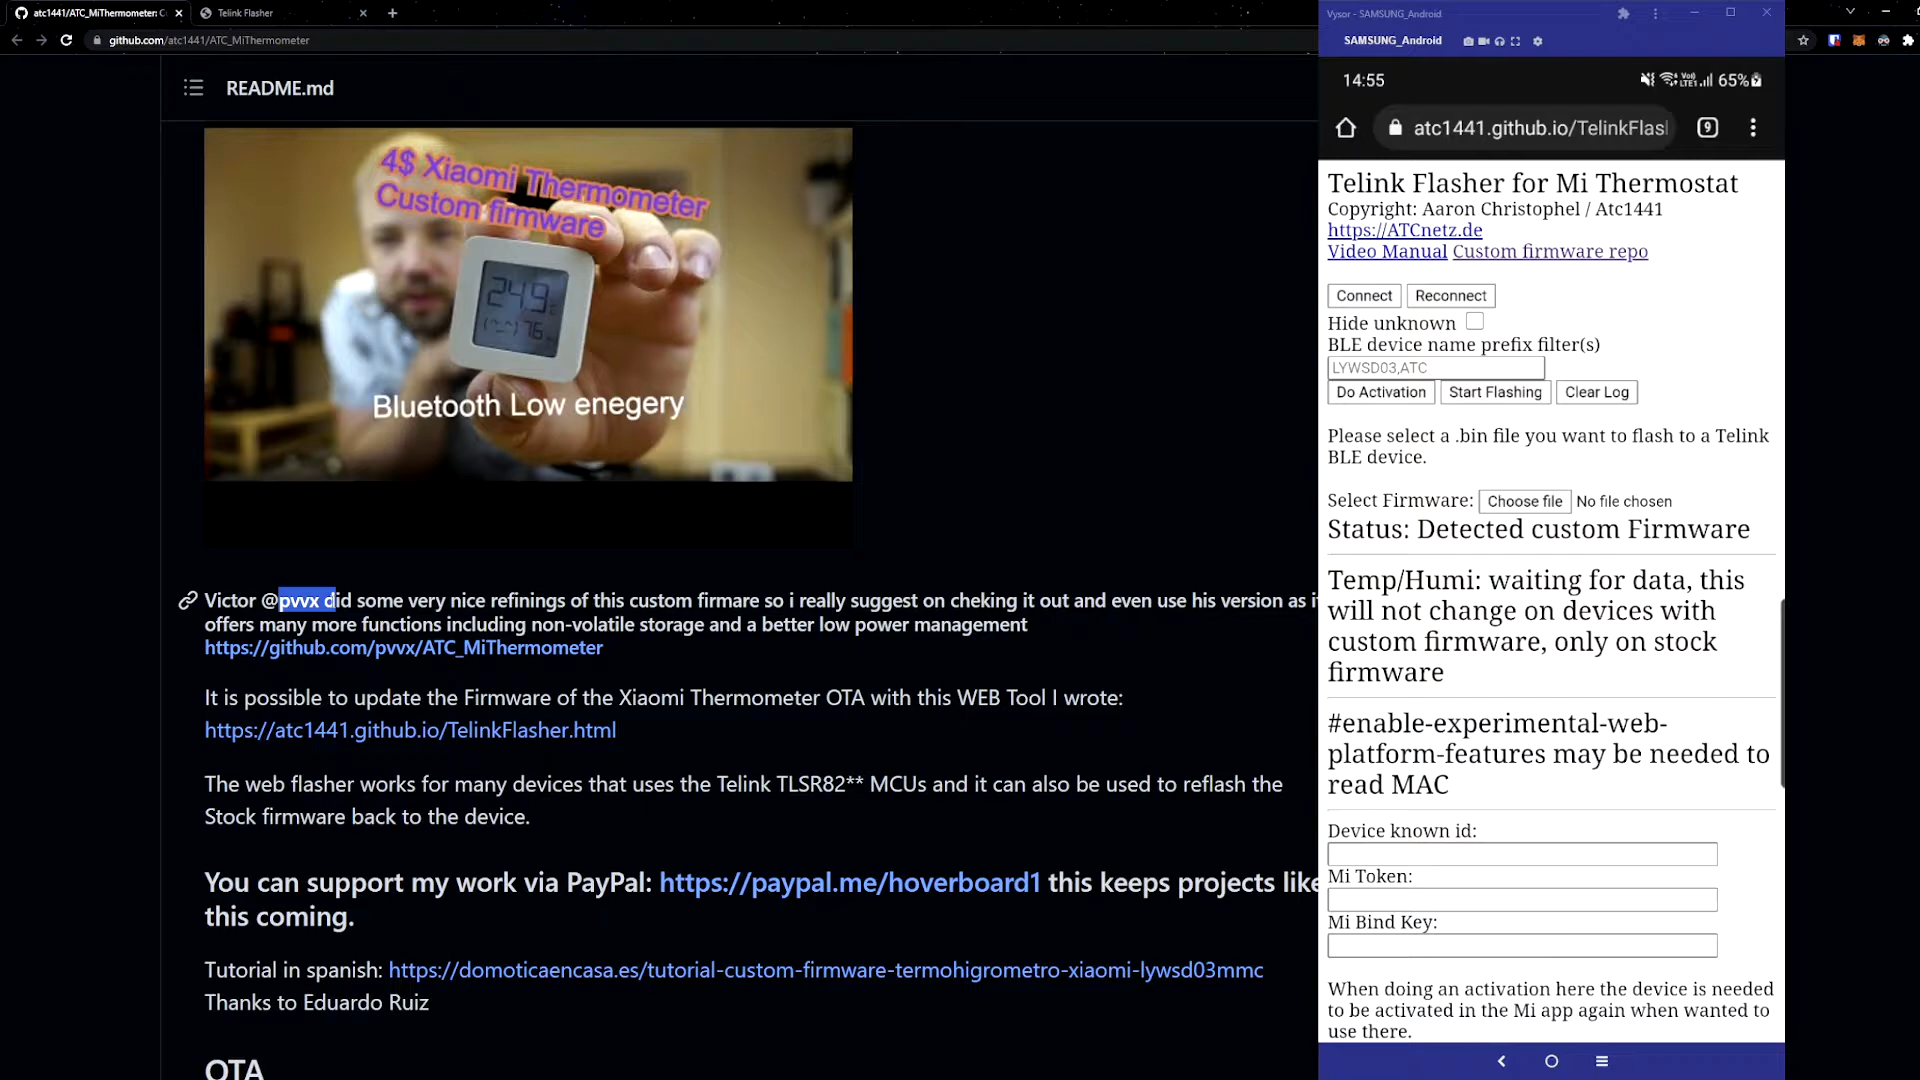 atc1441/ATC_MiThermometer: C
Telink Flasher
github.com/atc1441/ATC_MiThermometer
README.md
4$ Xiaomi Thermometer
Custom firmware
24.9
76
Bluetooth Low enegery
Victor @pvvx did some very nice refinings of this custom firmare so i really suggest on cheking it out and even use his version as it
offers many more functions including non-volatile storage and a better low power management
https://github.com/pvvx/ATC_MiThermometer
It is possible to update the Firmware of the Xiaomi Thermometer OTA with this WEB Tool I wrote:
https://atc1441.github.io/TelinkFlasher.html
The web flasher works for many devices that uses the Telink TLSR82** MCUs and it can also be used to reflash the
Stock firmware back to the device.
You can support my work via PayPal: https://paypal.me/hoverboard1 this keeps projects like
this coming.
Tutorial in spanish: https://domoticaencasa.es/tutorial-custom-firmware-termohigrometro-xiaomi-lywsd03mmc
Thanks to Eduardo Ruiz
OTA
Vysor - SAMSUNG_Android
SAMSUNG_Android
14:55
Vo)) LTE1 65%
atc1441.github.io/TelinkFlasl
9
Telink Flasher for Mi Thermostat
Copyright: Aaron Christophel / Atc1441
https://ATCnetz.de
Video Manual Custom firmware repo
Connect Reconnect
Hide unknown
BLE device name prefix filter(s)
LYWSD03,ATC
Do Activation Start Flashing Clear Log
Please select a .bin file you want to flash to a Telink
BLE device.
Select Firmware: Choose file No file chosen
Status: Detected custom Firmware
Temp/Humi: waiting for data, this
will not change on devices with
custom firmware, only on stock
firmware
#enable-experimental-web-
platform-features may be needed to
read MAC
Device known id:
Mi Token:
Mi Bind Key:
When doing an activation here the device is needed
to be activated in the Mi app again when wanted to
use there.